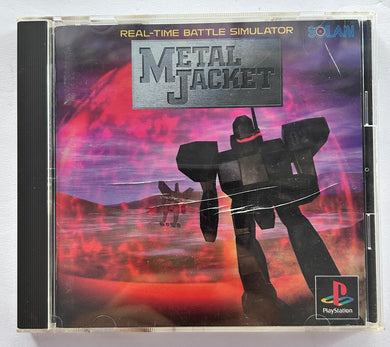 REAL-TIME BATTLE SIMULATOR
SOLAN
METAL
JACKET
PlayStation